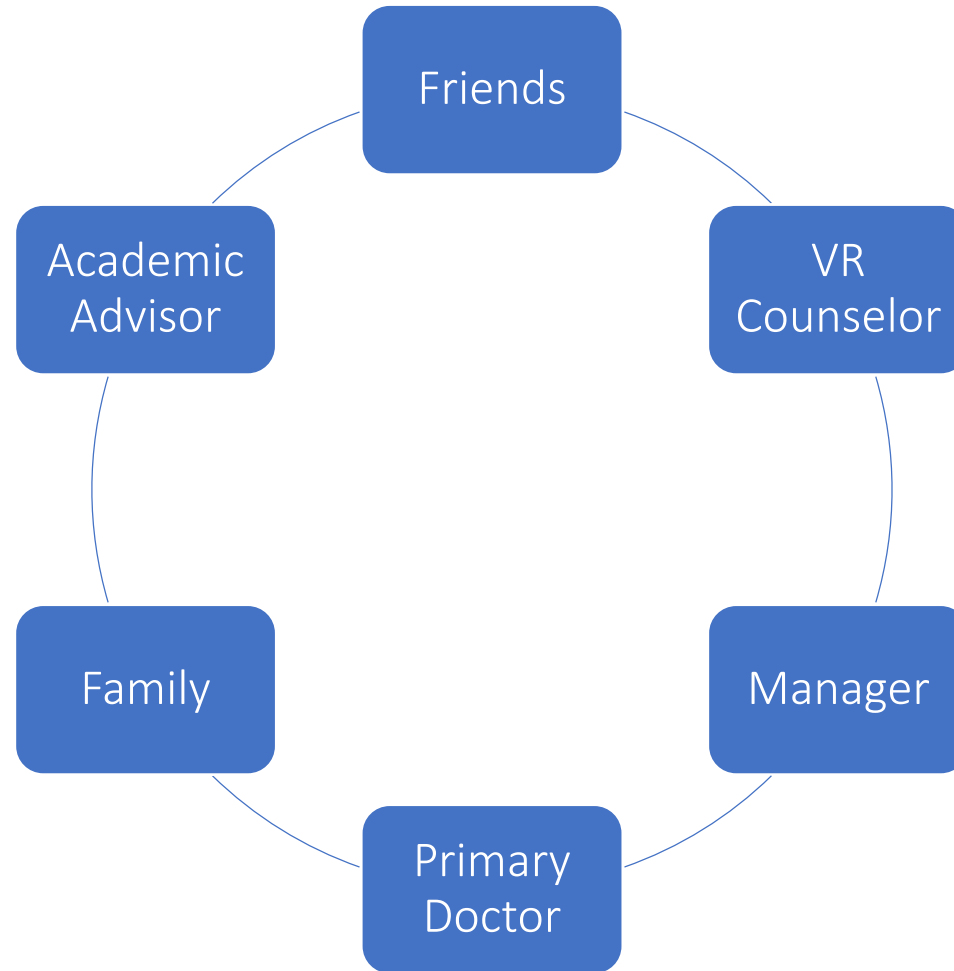 Friends
VR
Counselor
Manager
Primary
Doctor
Family
Academic
Advisor